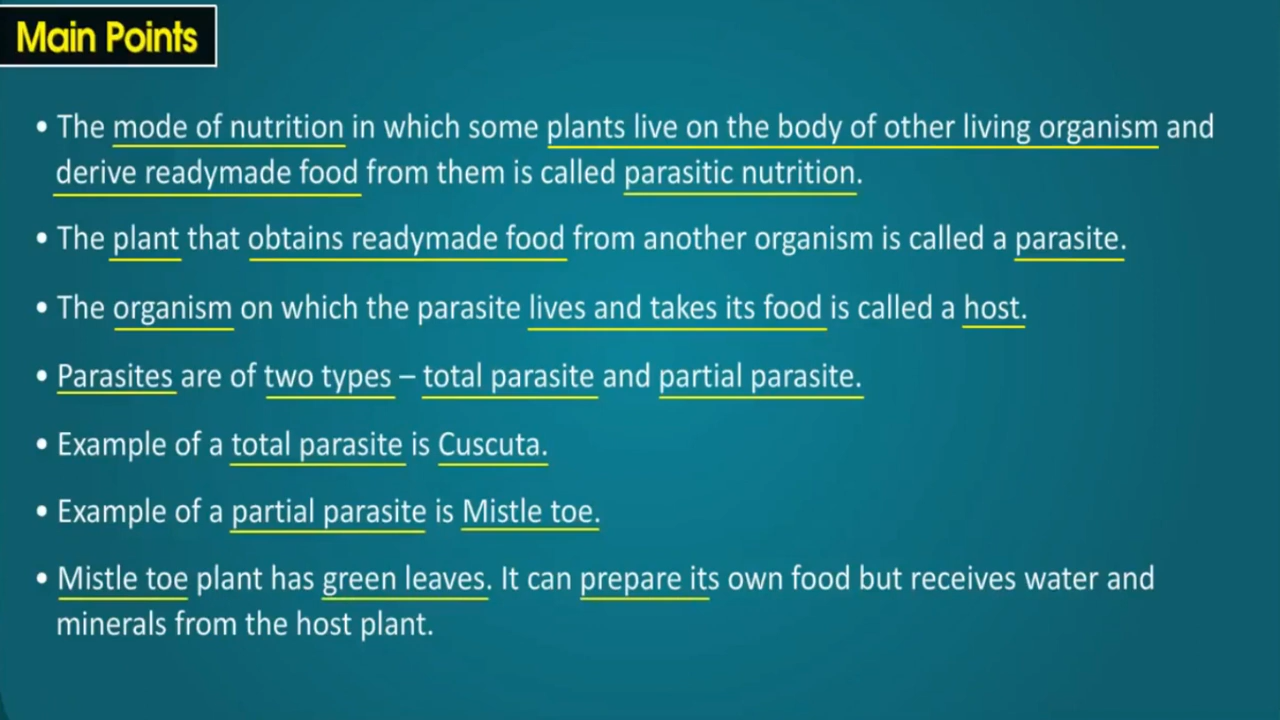 Main Points
• The mode of nutrition in which some plants live on the body of other living organism and
derive readymade food from them is called parasitic nutrition.
• The plant that obtains readymade food from another organism is called a parasite.
• The organism on which the parasite lives and takes its food is called a host.
• Parasites are of two types – total parasite and partial parasite.
• Example of a total parasite is Cuscuta.
• Example of a partial parasite is Mistle toe.
• Mistle toe plant has green leaves. It can prepare its own food but receives water and
minerals from the host plant.